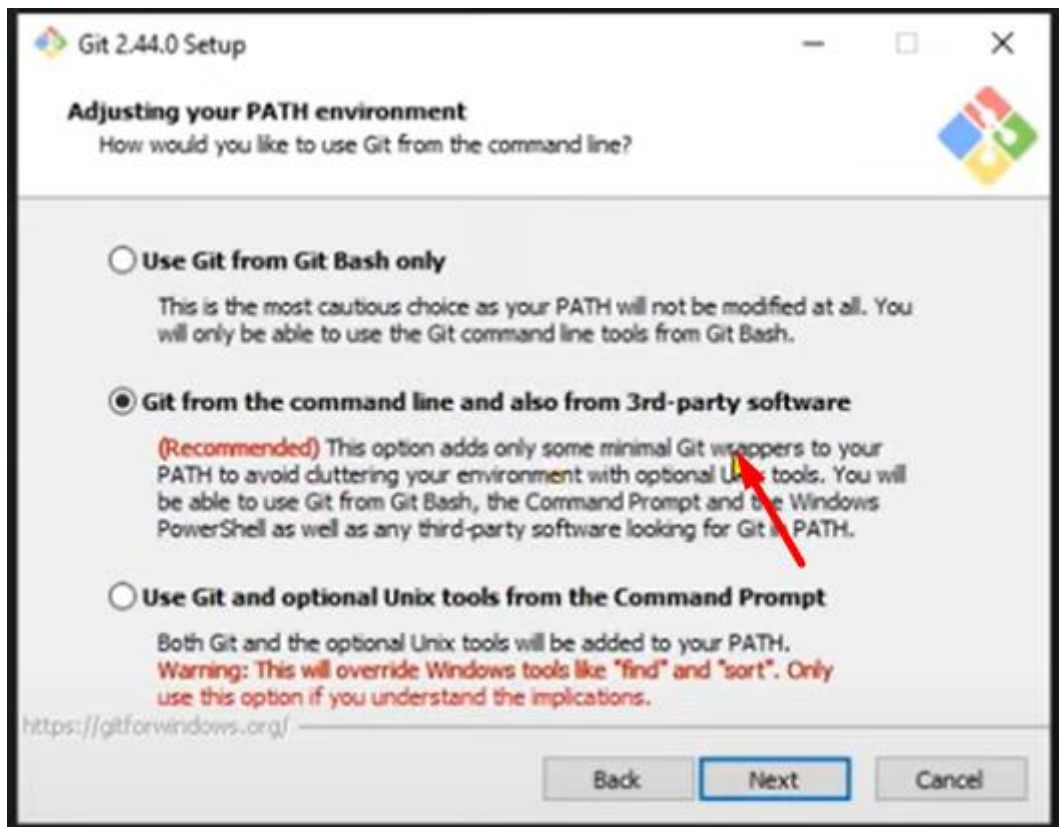 Git 2.44.0 Setup
Adjusting your PATH environment
How would you like to use Git from the command line?
Use Git from Git Bash only
This is the most cautious choice as your PATH will not be modified at all. You
will only be able to use the Git command line tools from Git Bash.
Git from the command line and also from 3rd-party software
(Recommended) This option adds only some minimal Git wrappers to your
PATH to avoid cluttering your environment with optional Unix tools. You will
be able to use Git from Git Bash, the Command Prompt and the Windows
PowerShell as well as any third-party software looking for Git in PATH.
Use Git and optional Unix tools from the Command Prompt
Both Git and the optional Unix tools will be added to your PATH.
Warning: This will override Windows tools like "find" and "sort". Only
use this option if you understand the implications.
https://gitforwindows.org/
Back Next Cancel